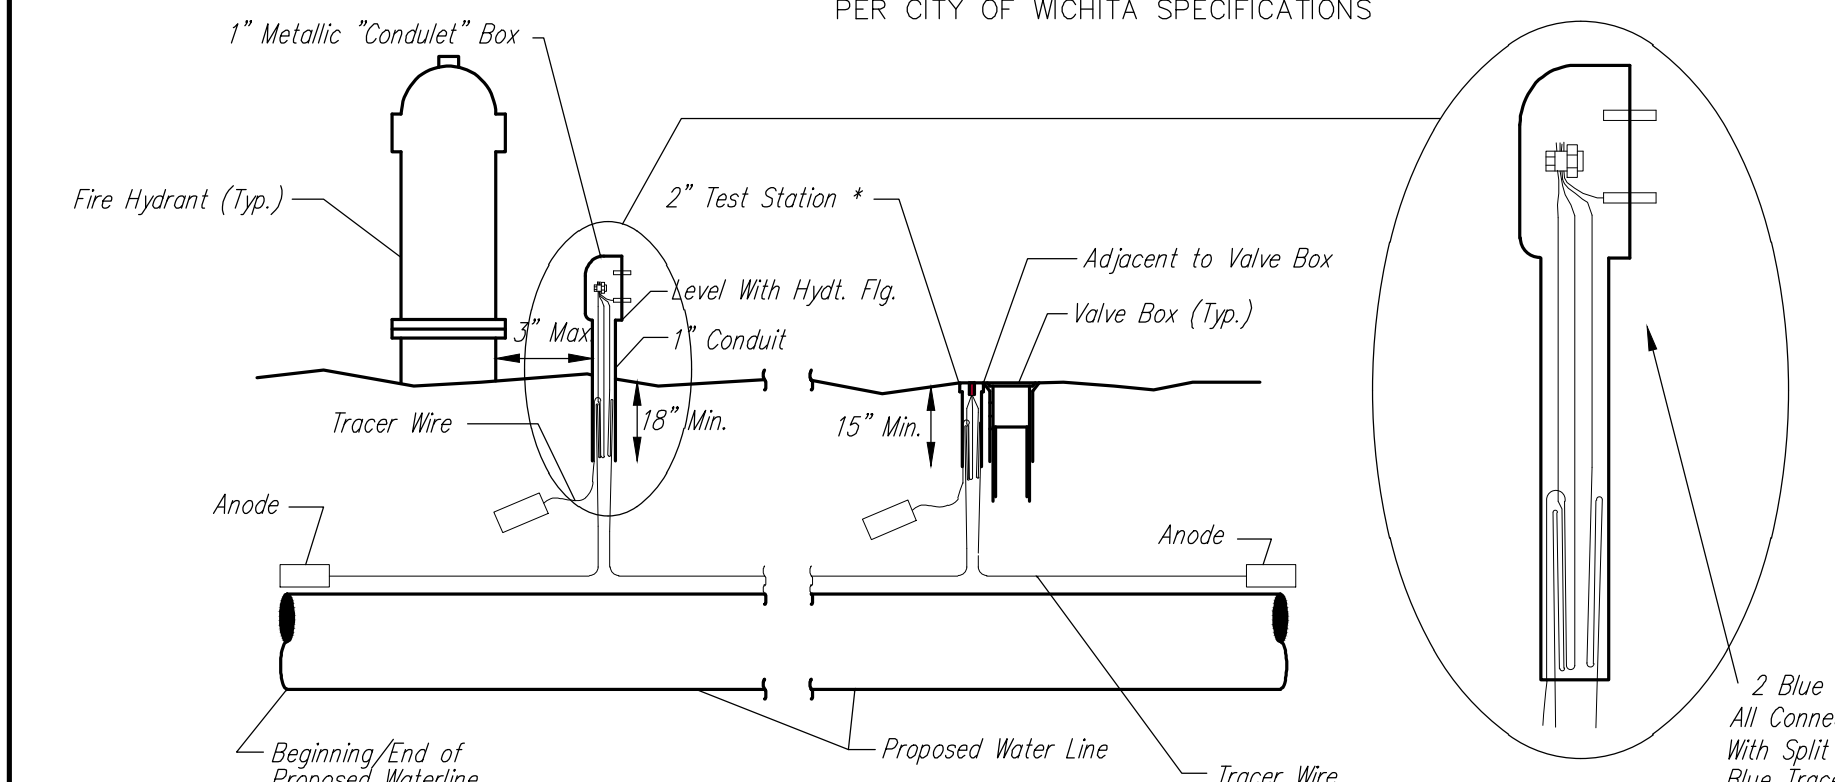 PER CITY OF WICHITA SPECIFICATIONS
1" Metallic "Condulet" Box
Fire Hydrant (Typ.)
2" Test Station *
Adjacent to Valve Box
Level With Hydt. Flg.
Valve Box (Typ.)
3" Max.
1" Conduit
Tracer Wire
18" Min.
15" Min.
Anode
Anode
2 Blue
All Conne
With Split
Blue Trace
Beginning/End of
Proposed Waterline
Proposed Water Line
Tracer Wire